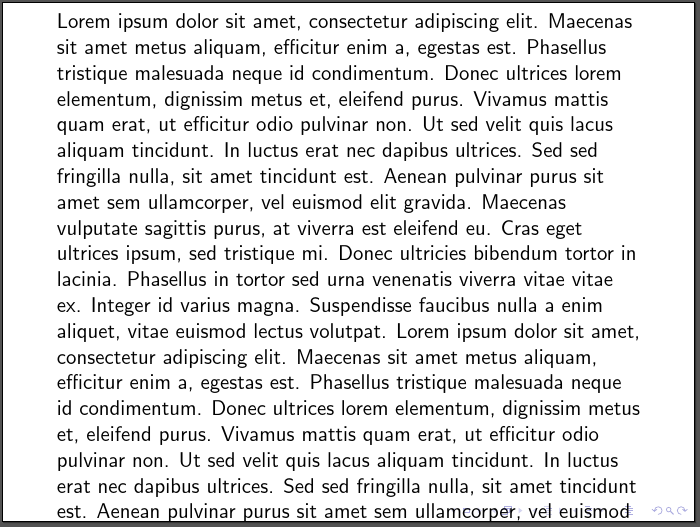 Lorem ipsum dolor sit amet, consectetur adipiscing elit. Maecenas
sit amet metus aliquam, efficitur enim a, egestas est. Phasellus
tristique malesuada neque id condimentum. Donec ultrices lorem
elementum, dignissim metus et, eleifend purus. Vivamus mattis
quam erat, ut efficitur odio pulvinar non. Ut sed velit quis lacus
aliquam tincidunt. In luctus erat nec dapibus ultrices. Sed sed
fringilla nulla, sit amet tincidunt est. Aenean pulvinar purus sit
amet sem ullamcorper, vel euismod elit gravida. Maecenas
vulputate sagittis purus, at viverra est eleifend eu. Cras eget
ultrices ipsum, sed tristique mi. Donec ultricies bibendum tortor in
lacinia. Phasellus in tortor sed urna venenatis viverra vitae vitae
ex. Integer id varius magna. Suspendisse faucibus nulla a enim
aliquet, vitae euismod lectus volutpat. Lorem ipsum dolor sit amet,
consectetur adipiscing elit. Maecenas sit amet metus aliquam,
efficitur enim a, egestas est. Phasellus tristique malesuada neque
id condimentum. Donec ultrices lorem elementum, dignissim metus
et, eleifend purus. Vivamus mattis quam erat, ut efficitur odio
pulvinar non. Ut sed velit quis lacus aliquam tincidunt. In luctus
erat nec dapibus ultrices. Sed sed fringilla nulla, sit amet tincidunt
est. Aenean pulvinar purus sit amet sem ullamcorper, vel euismod